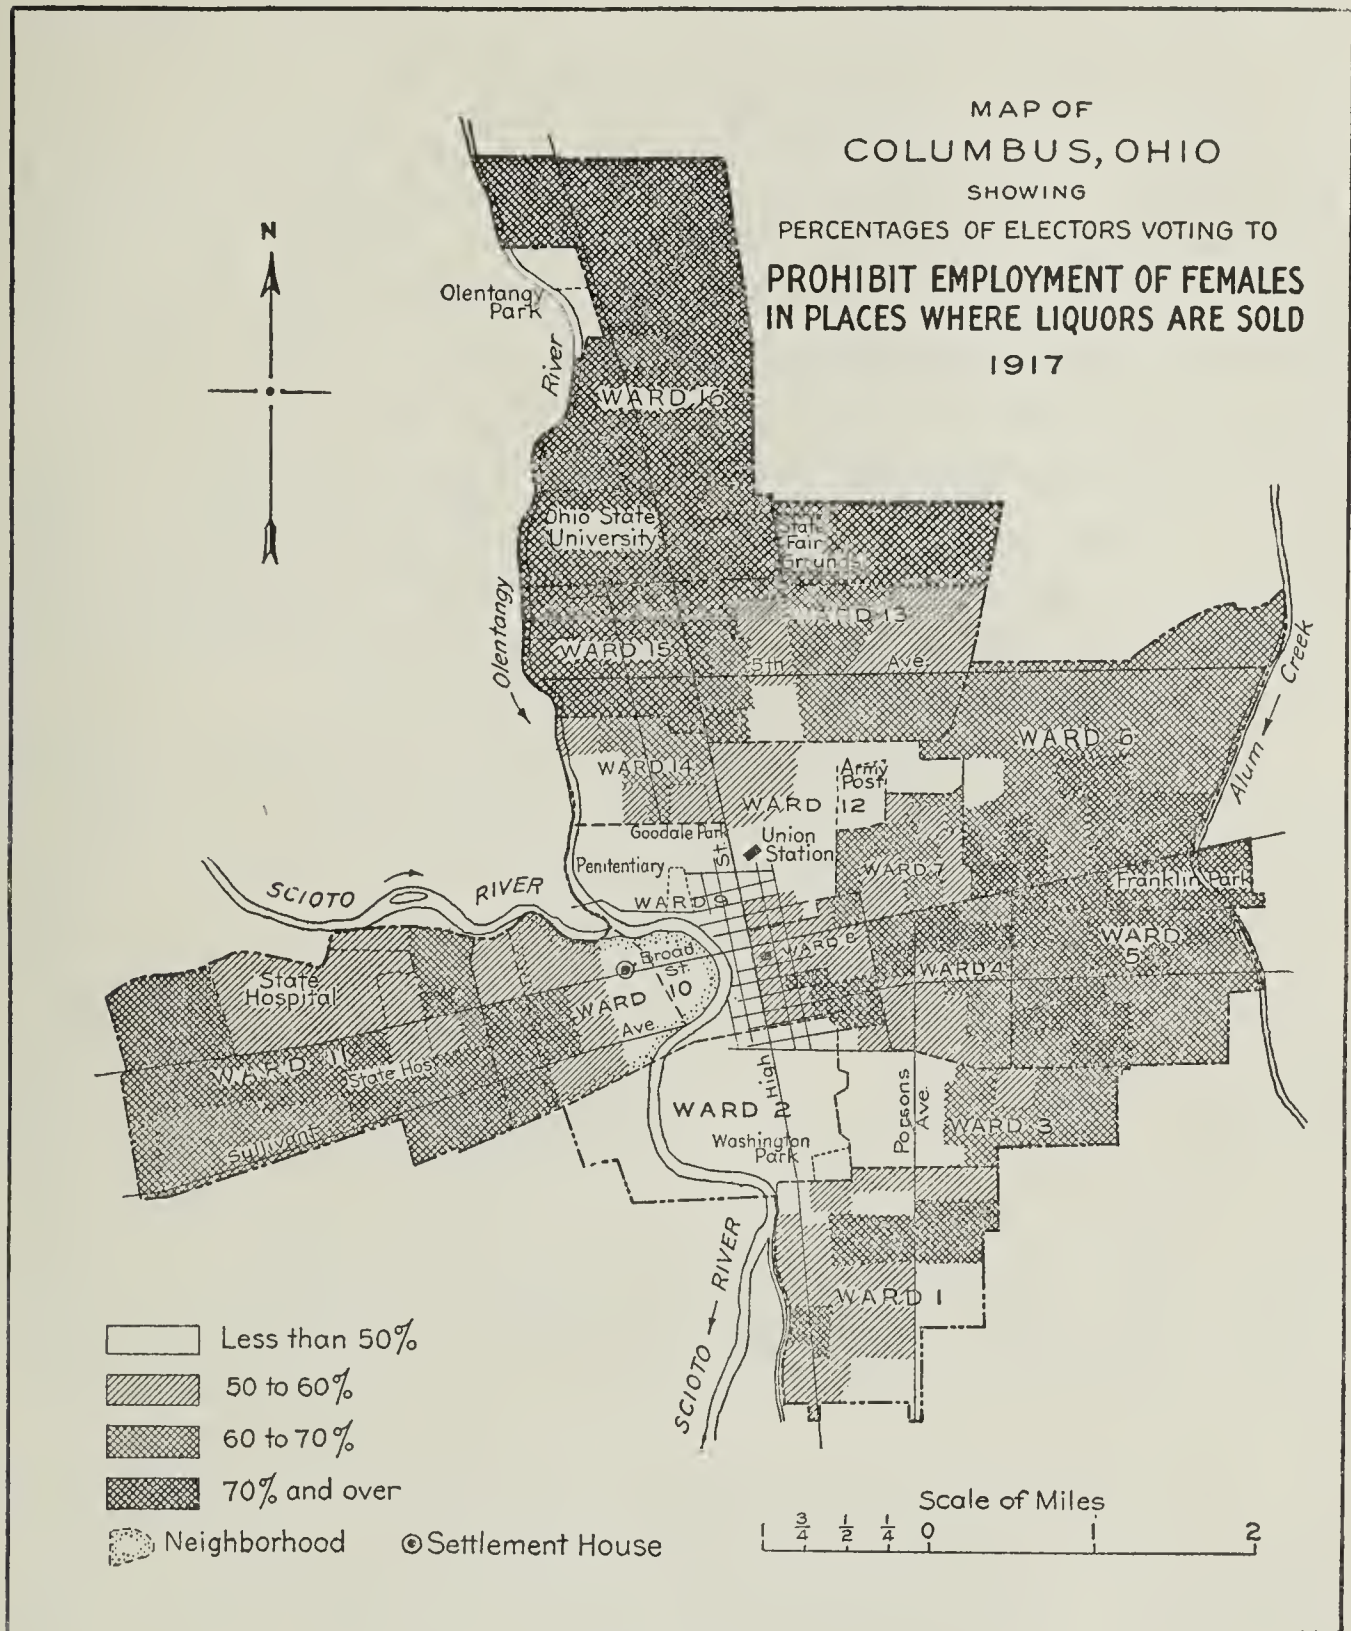 MAP OF
COLUMBUS, OHIO
SHOWING
PERCENTAGES OF ELECTORS VOTING TO
PROHIBIT EMPLOYMENT OF FEMALES
IN PLACES WHERE LIQUORS ARE SOLD
1917
N
Olentangy
Park
River
WARD 16
Ohio State
University
State
Fair
Grounds
WARD 13
Olentangy
WARD 15
5th
Ave.
Alum Creek
WARD 6
WARD 14
Army
Post
WARD 12
Goodale Park
St.
Union
Station
Penitentiary
WARD 7
Franklin Park
SCIOTO RIVER
WARD 9
WARD 8
WARD
5
Broad
St.
WARD 4
State
Hospital
WARD 10
Ave.
WARD 11
State Hos
High
WARD 2
Parsons
Ave.
Washington
Park
WARD 3
Sullivant
SCIOTO RIVER
WARD 1
Less than 50%
50 to 60%
60 to 70%
70% and over
Neighborhood
Settlement House
Scale of Miles
1 3/4 1/2 1/4 0 1 2